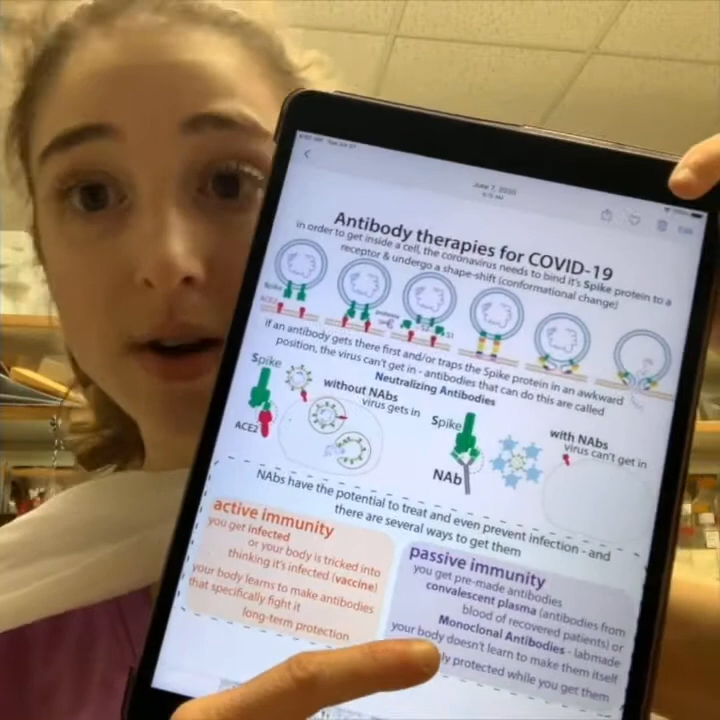 June 7, 2020
Edit
Antibody therapies for COVID-19
in order to get inside a cell, the coronavirus needs to bind it's Spike protein to a
receptor & undergo a shape-shift (conformational change)
Spike
ACE2
if an antibody gets there first and/or traps the Spike protein in an awkward
position, the virus can't get in - antibodies that can do this are called
Neutralizing Antibodies
Spike
ACE2
without NAbs
virus gets in
Spike
NAb
with NAbs
virus can't get in
NAbs have the potential to treat and even prevent infection - and
there are several ways to get them
active immunity
you get infected
or your body is tricked into
thinking it's infected (vaccine)
your body learns to make antibodies
that specifically fight it
long-term protection
passive immunity
you get pre-made antibodies
convalescent plasma (antibodies from
blood of recovered patients) or
Monoclonal Antibodies - labmade
your body doesn't learn to make them itself
protected while you get them